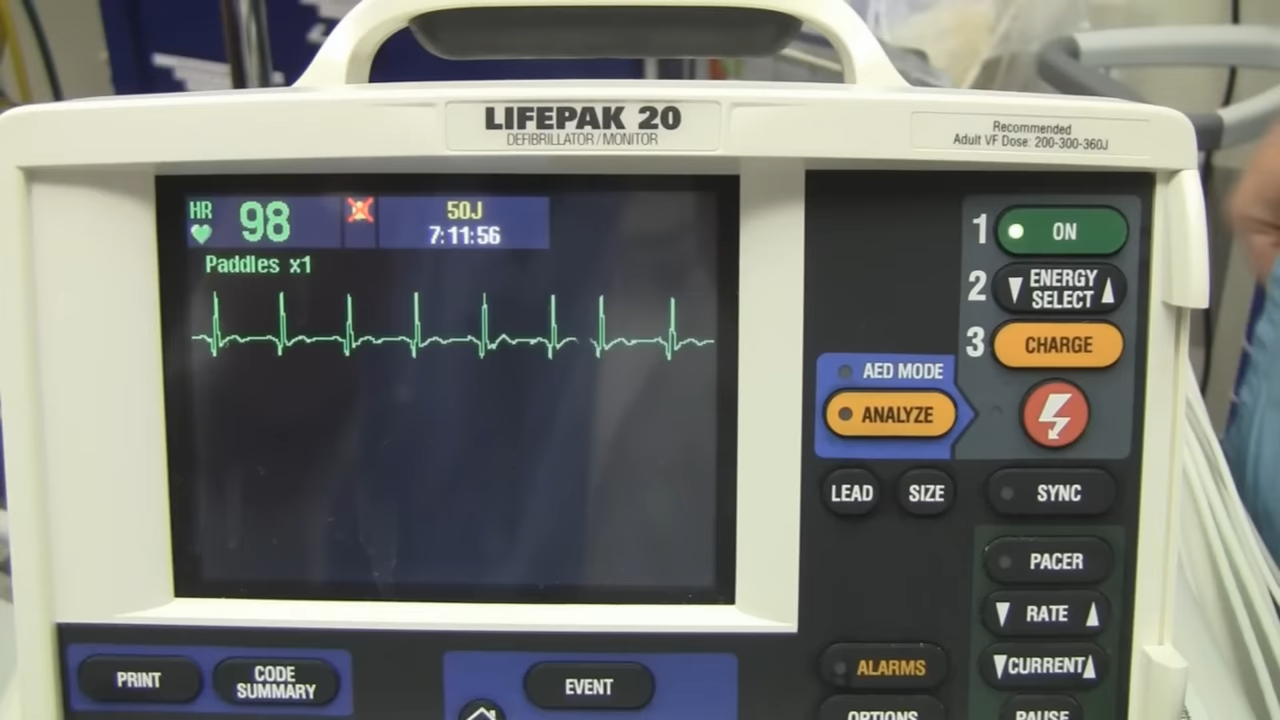 LIFEPAK 20
DEFIBRILLATOR/MONITOR
Recommended
Adult VF Dose: 200-300-360J
HR 98
50J
7:11:56
Paddles x1
1 ON
2 ENERGY
SELECT
3 CHARGE
AED MODE
ANALYZE
LEAD
SIZE
SYNC
PACER
RATE
CURRENT
PAUSE
ALARMS
OPTIONS
PRINT
CODE
SUMMARY
EVENT